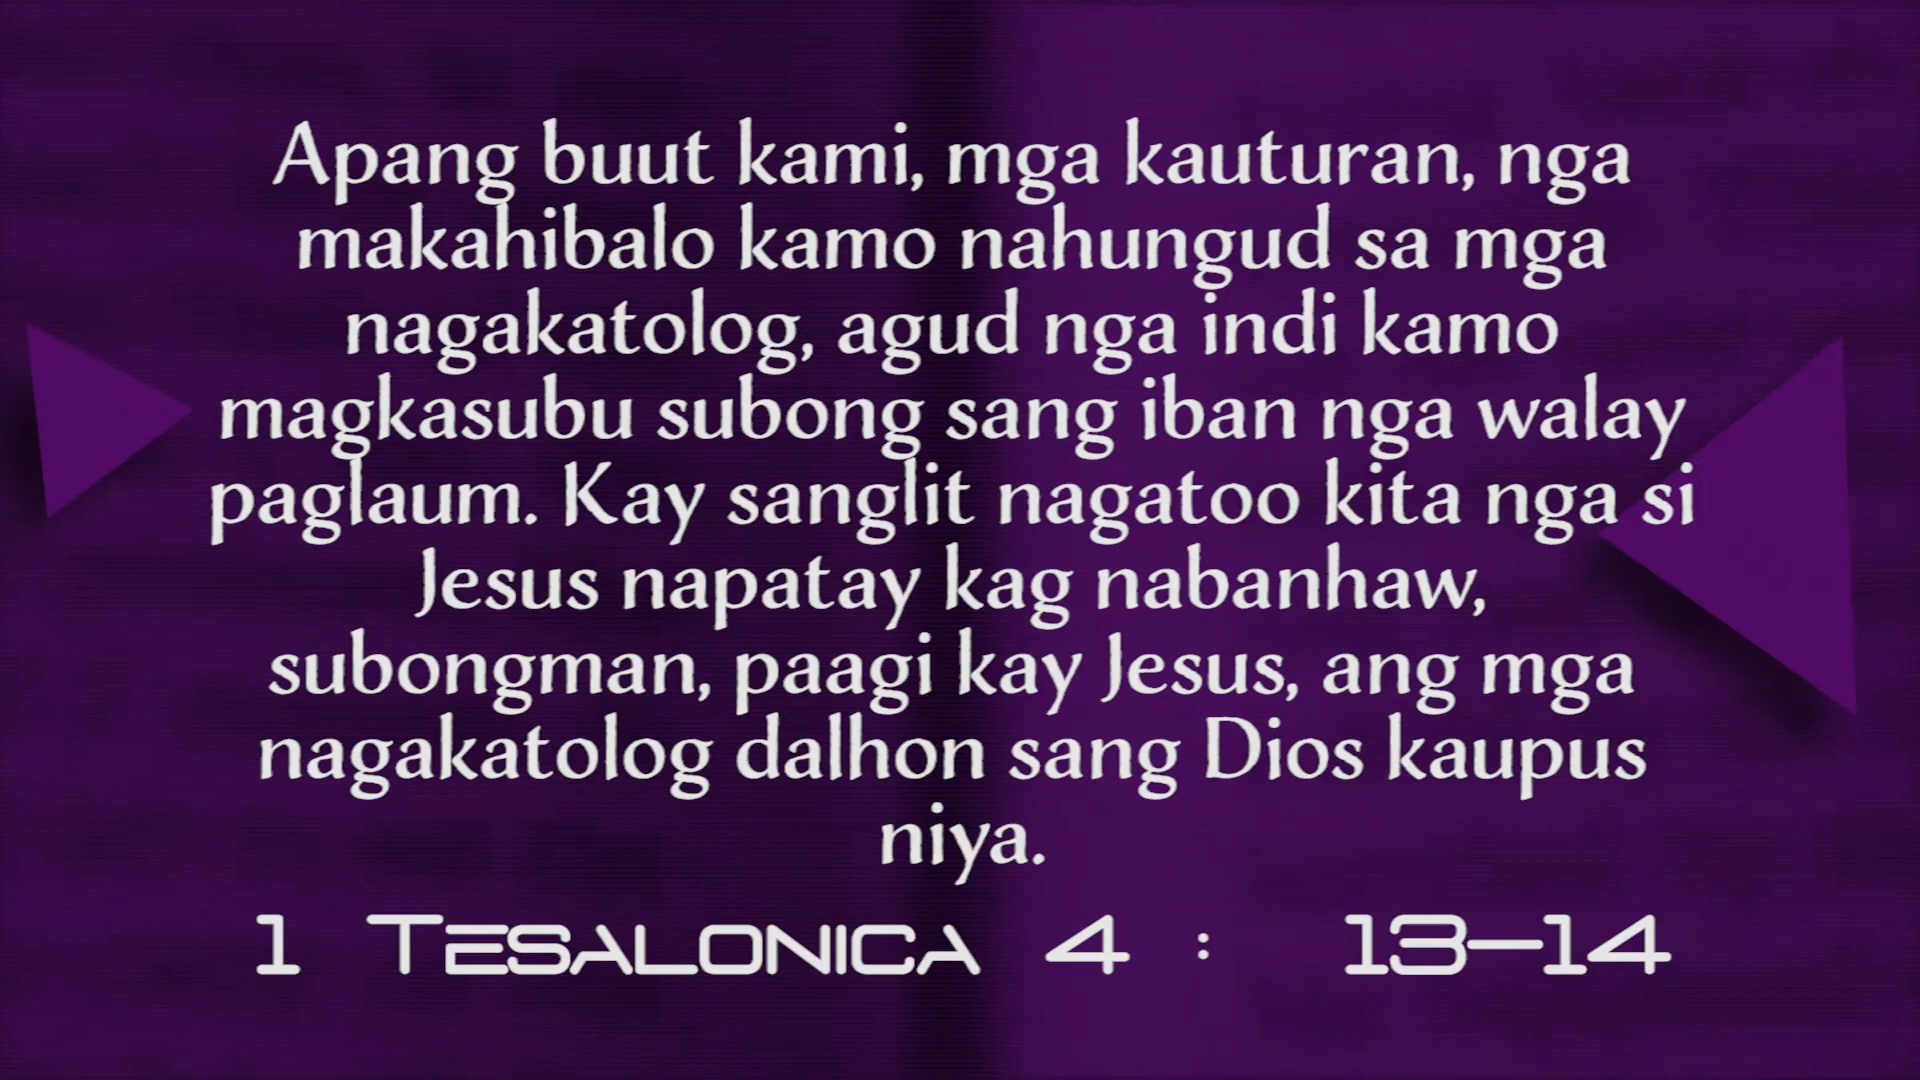 Apang buut kami, mga kauturan, nga
makahibalo kamo nahungud sa mga
nagakatolog, agud nga indi kamo
magkasubu subong sang iban nga walay
paglaum. Kay sanglit nagatoo kita nga si
Jesus napatay kag nabanhaw,
subongman, paagi kay Jesus, ang mga
nagakatolog dalhon sang Dios kaupus
niya.
1 Tesalonica 4 : 13-14